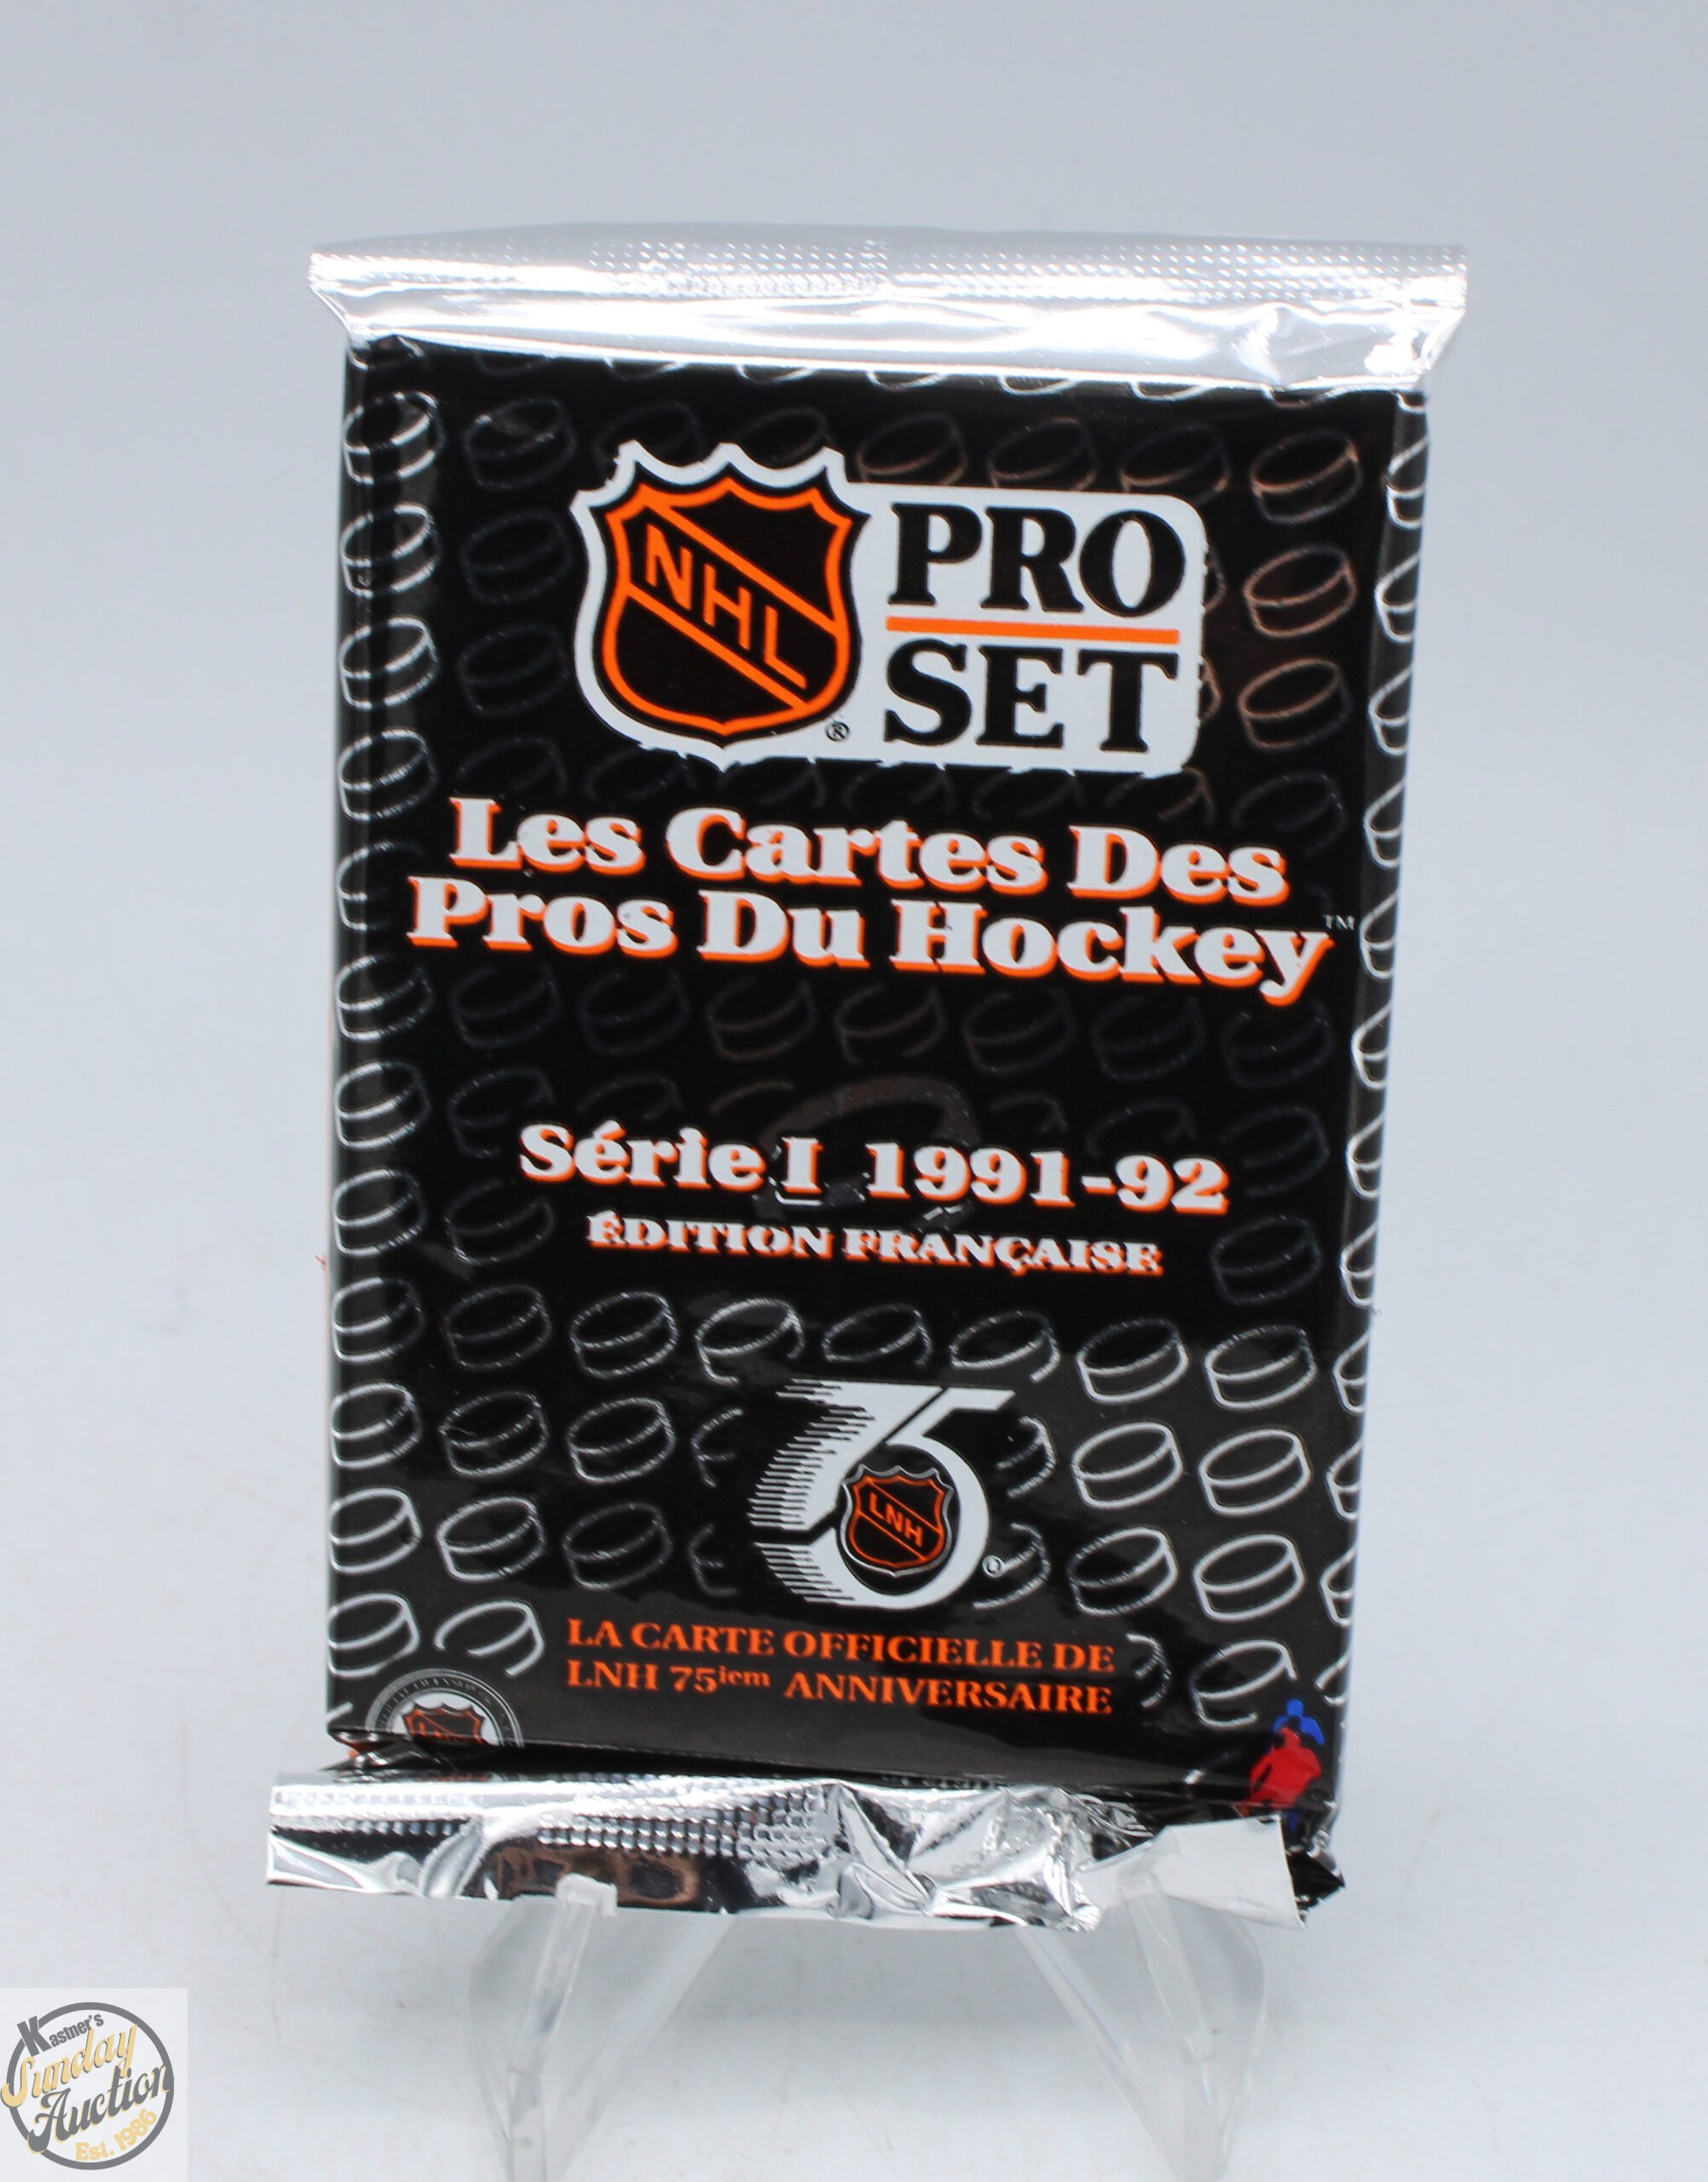 NHL
®
PRO
SET
Les Cartes Des
Pros Du Hockey™
Série I 1991-92
ÉDITION FRANÇAISE
75
LNH
LA CARTE OFFICIELLE DE
LNH 75iem ANNIVERSAIRE
Kastner's
Sunday
Auction
Est. 1986